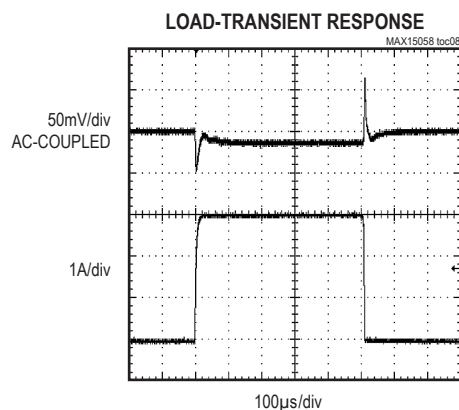 LOAD-TRANSIENT RESPONSE
MAX15058 toc08
50mV/div
AC-COUPLED
1A/div
100µs/div